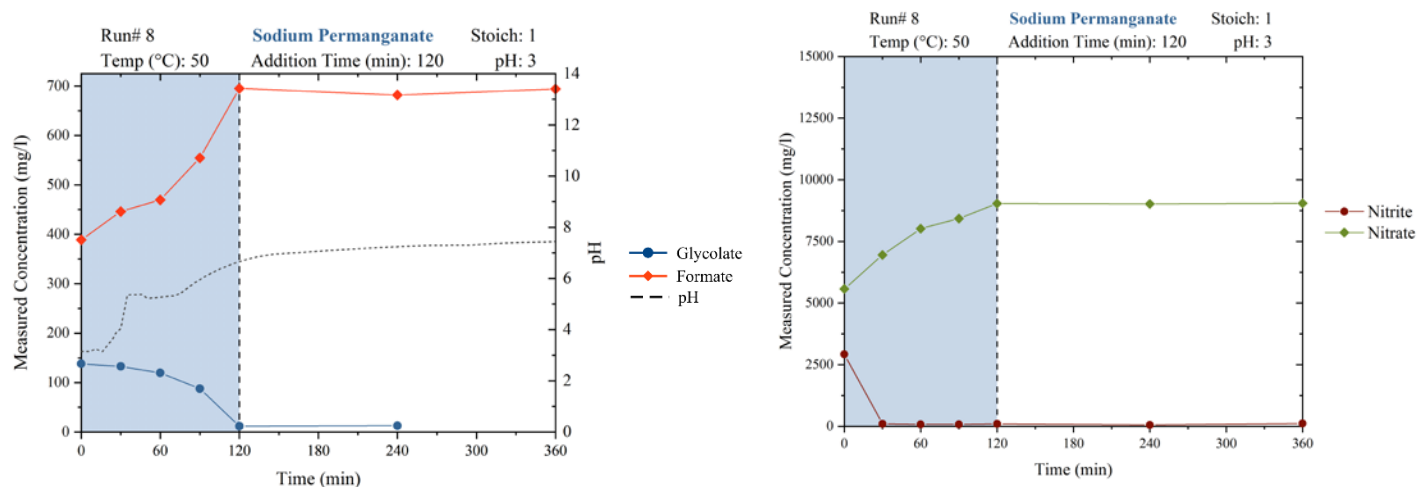 Run# 8 Sodium Permanganate Stoich: 1
Temp (°C): 50 Addition Time (min): 120 pH: 3
700
600
500
400
300
200
100
0
Measured Concentration (mg/l)
14
12
10
8
6
4
2
0
pH
0 60 120 180 240 300 360
Time (min)
Glycolate
Formate
pH
Run# 8 Sodium Permanganate Stoich: 1
Temp (°C): 50 Addition Time (min): 120 pH: 3
15000
12500
9000
7500
5000
2500
0
Measured Concentration (mg/l)
0 60 120 180 240 300 360
Time (min)
Nitrite
Nitrate